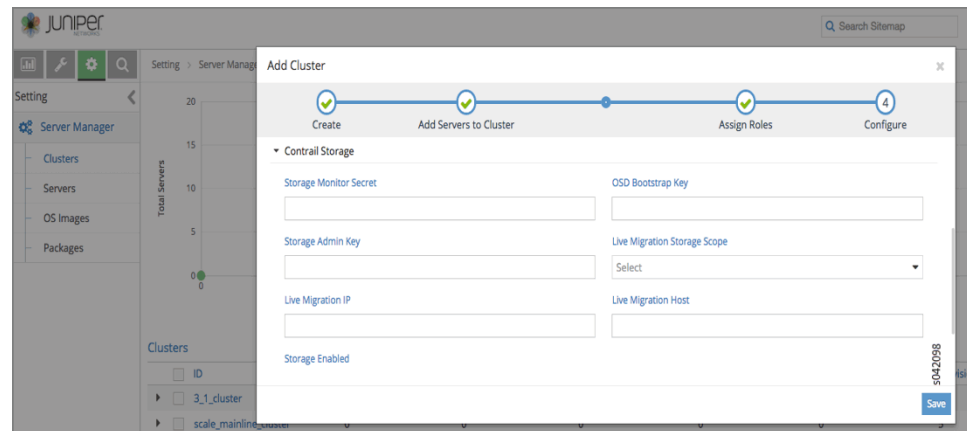 JUNIPEr
NETWORKS
Search Sitemap
Setting > Server Manage
Add Cluster
×
Setting
Server Manager
Clusters
Servers
OS Images
Packages
Total Servers
20
15
10
5
0
0
Create
Add Servers to Cluster
Assign Roles
4
Configure
Contrail Storage
Storage Monitor Secret
OSD Bootstrap Key
Storage Admin Key
Live Migration Storage Scope
Select
Live Migration IP
Live Migration Host
Storage Enabled
s042098
Save
Clusters
ID
3_1_cluster
scale_mainline_cluster